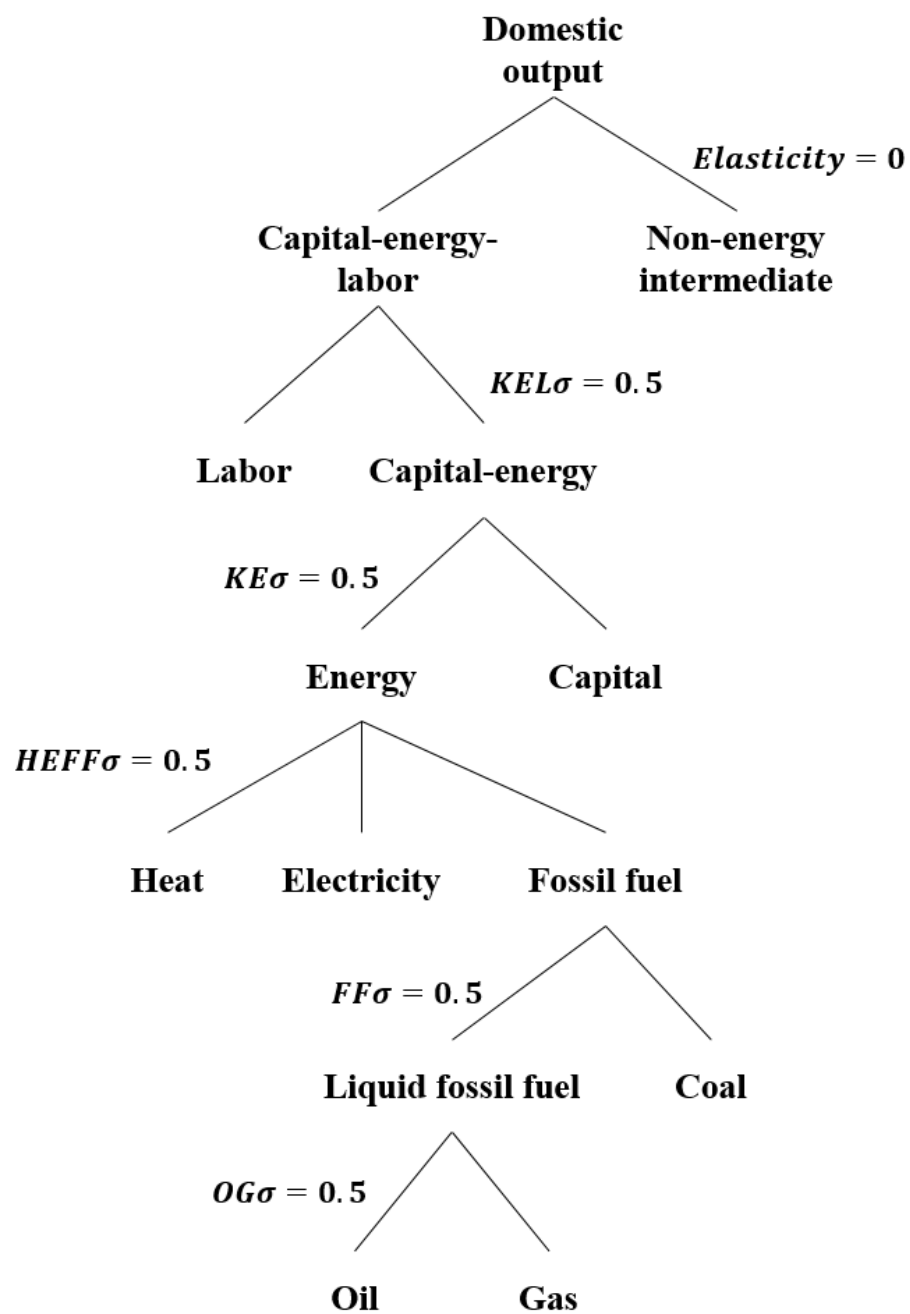 Domestic
output
Elasticity = 0
Capital-energy-
labor
Non-energy
intermediate
KELσ = 0.5
Labor
Capital-energy
KEσ = 0.5
Energy
Capital
HEFFσ = 0.5
Heat
Electricity
Fossil fuel
FFσ = 0.5
Liquid fossil fuel
Coal
OGσ = 0.5
Oil
Gas